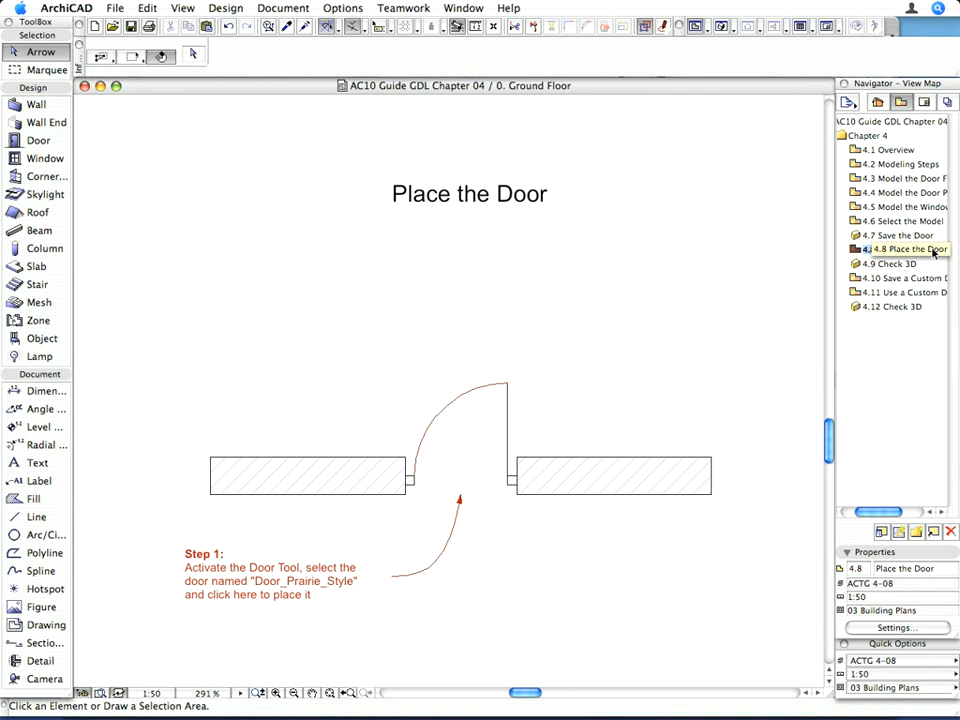 ArchiCAD File Edit View Design Document Options Teamwork Window Help
ToolBox
Selection
Arrow
Marquee
Design
Wall
Wall End
Door
Window
Corner...
Skylight
Roof
Beam
Column
Slab
Stair
Mesh
Zone
Object
Lamp
Document
Dimen...
Angle ...
Level ...
Radial ...
Text
Label
Fill
Line
Arc/Ci...
Polyline
Spline
Hotspot
Figure
Drawing
Sectio...
Detail
Camera
AC10 Guide GDL Chapter 04 / 0. Ground Floor
Place the Door
Step 1:
Activate the Door Tool, select the
door named "Door_Prairie_Style"
and click here to place it
1:50
291 %
Click an Element or Draw a Selection Area.
Navigator - View Map
AC10 Guide GDL Chapter 04
Chapter 4
4.1 Overview
4.2 Modeling Steps
4.3 Model the Door F
4.4 Model the Door P
4.5 Model the Window
4.6 Select the Model
4.7 Save the Door
4.8 Place the Door
4.9 Check 3D
4.10 Save a Custom D
4.11 Use a Custom D
4.12 Check 3D
Properties
4.8 Place the Door
ACTG 4-08
1:50
03 Building Plans
Settings...
Quick Options
ACTG 4-08
1:50
03 Building Plans